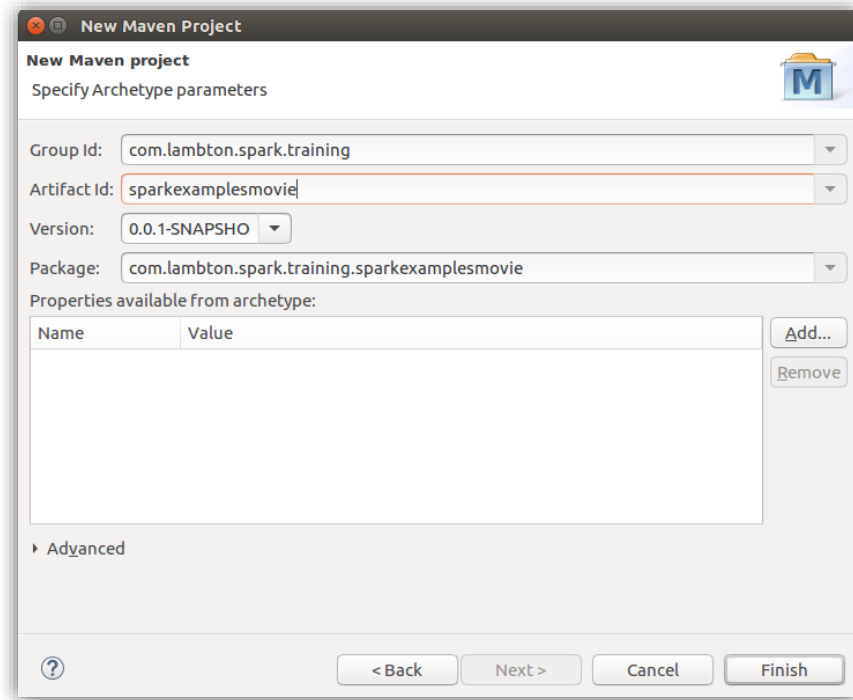 New Maven Project
New Maven project
Specify Archetype parameters
M
Group Id: com.lambton.spark.training
Artifact Id: sparkexamplesmovie
Version: 0.0.1-SNAPSHO
Package: com.lambton.spark.training.sparkexamplesmovie
Properties available from archetype:
Name Value
Add...
Remove
Advanced
? < Back Next > Cancel Finish